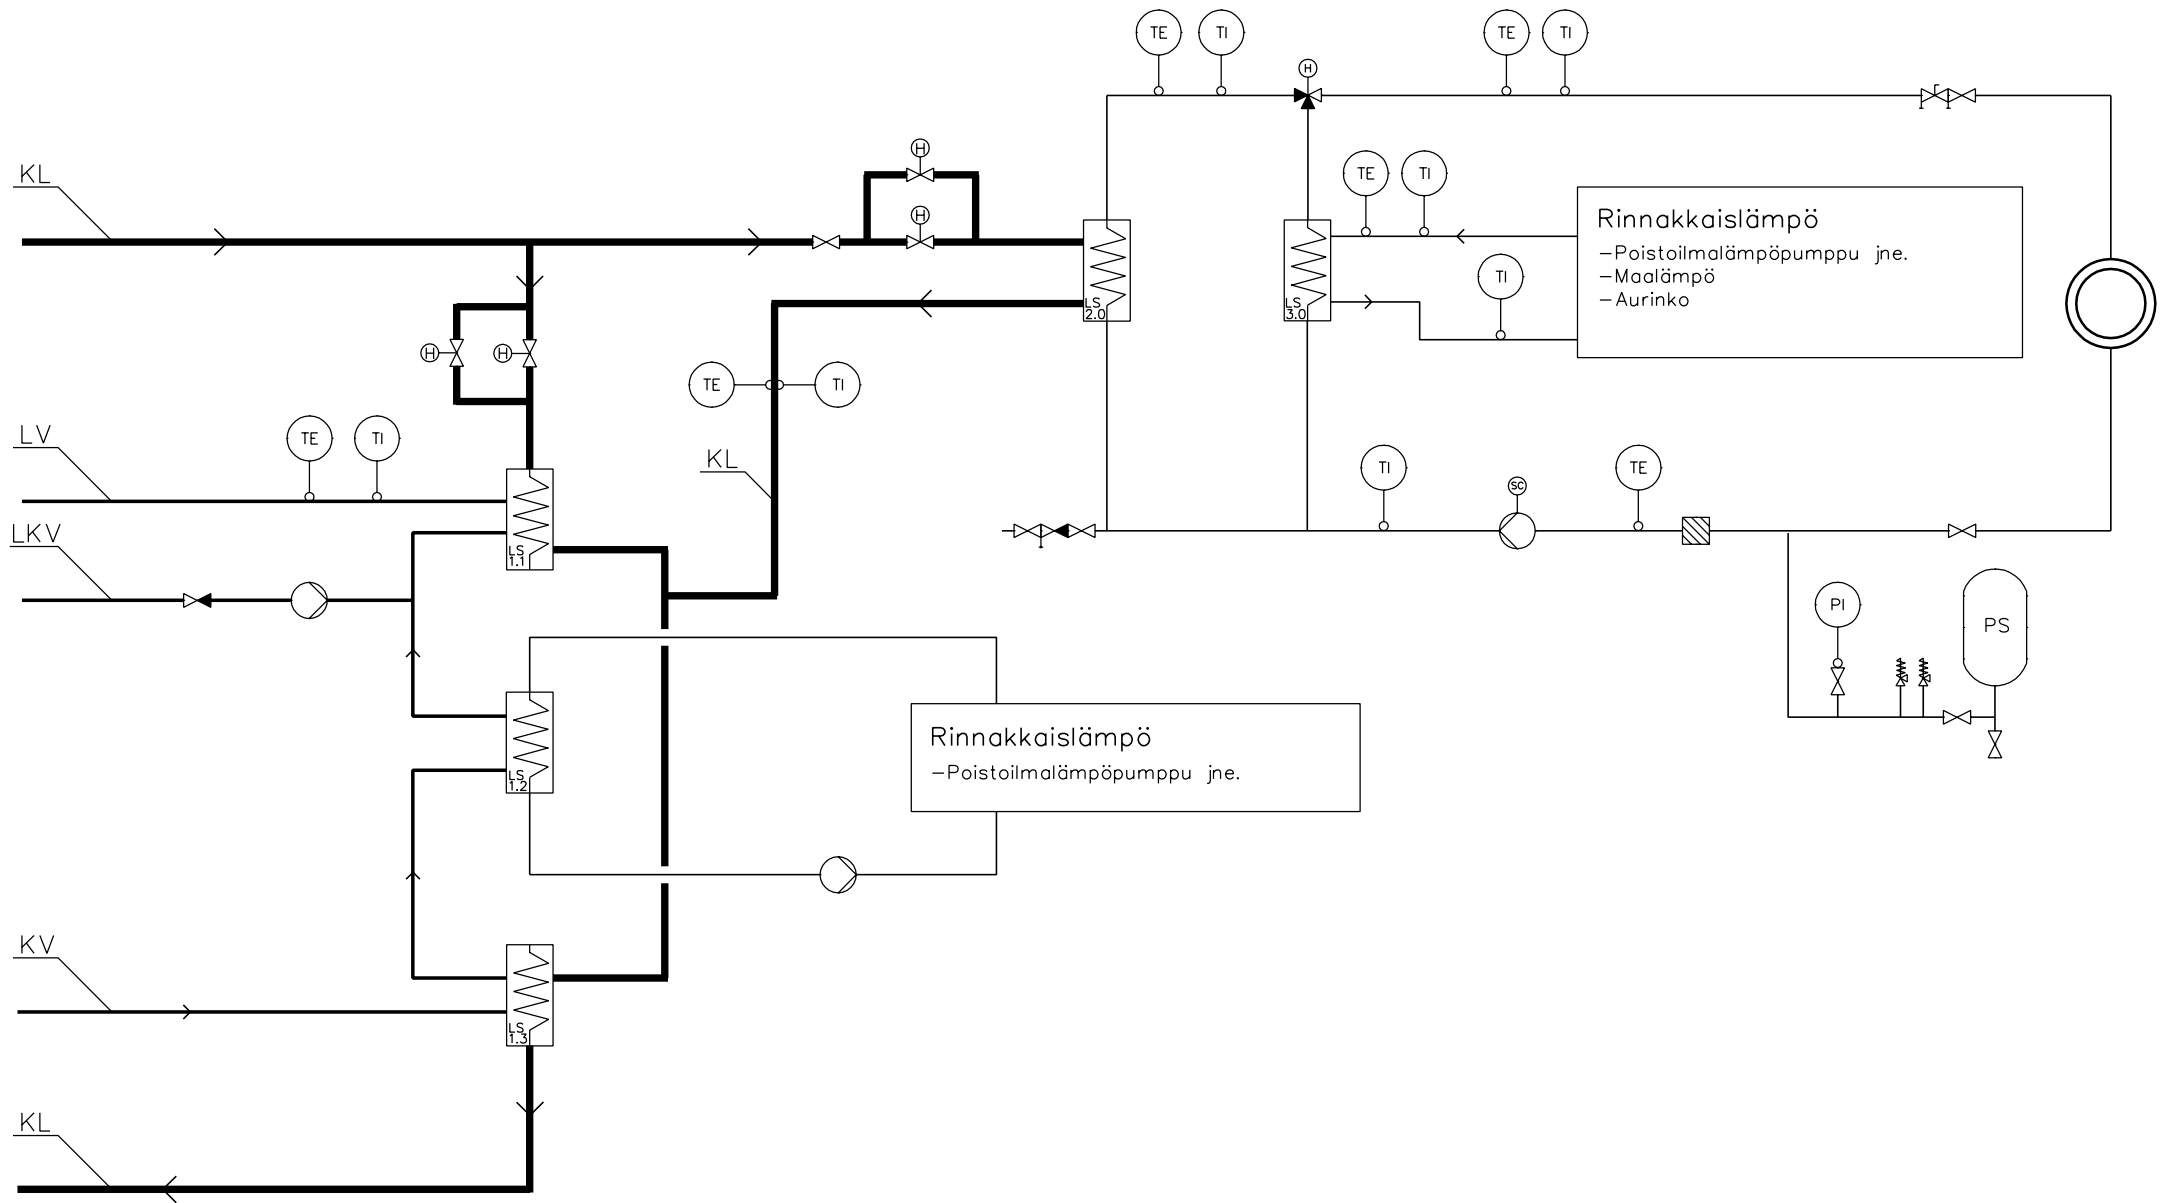 TE
TI
TE
TI
H
H
KL
TE
TI
H
Rinnakkaislämpö
-Poistoilmalämpöpumppu jne.
-Maalämpö
-Aurinko
TI
LS
2.0
LS
3.0
H
H
TE
TI
LV
TE
TI
KL
TI
SC
TE
LKV
LS
1.1
PI
PS
Rinnakkaislämpö
-Poistoilmalämpöpumppu jne.
LS
1.2
KV
LS
1.3
KL